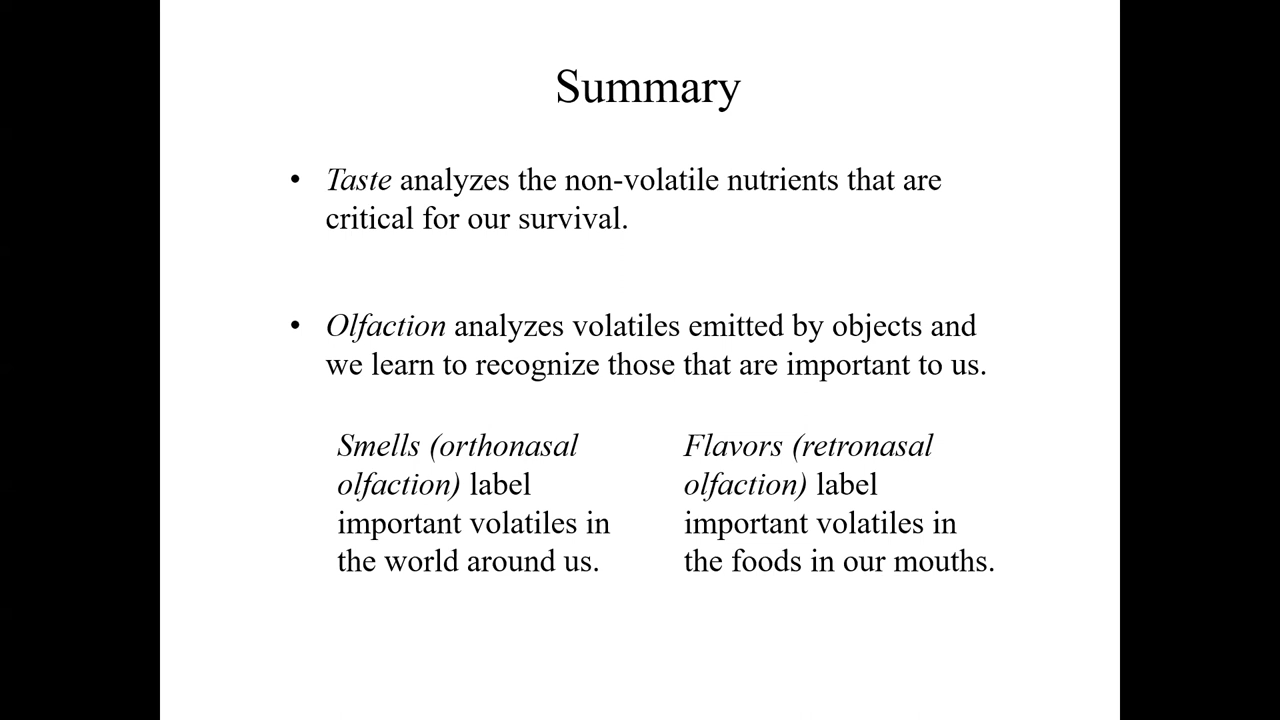 Summary
• Taste analyzes the non-volatile nutrients that are
critical for our survival.
• Olfaction analyzes volatiles emitted by objects and
we learn to recognize those that are important to us.
Smells (orthonasal
olfaction) label
important volatiles in
the world around us.
Flavors (retronasal
olfaction) label
important volatiles in
the foods in our mouths.